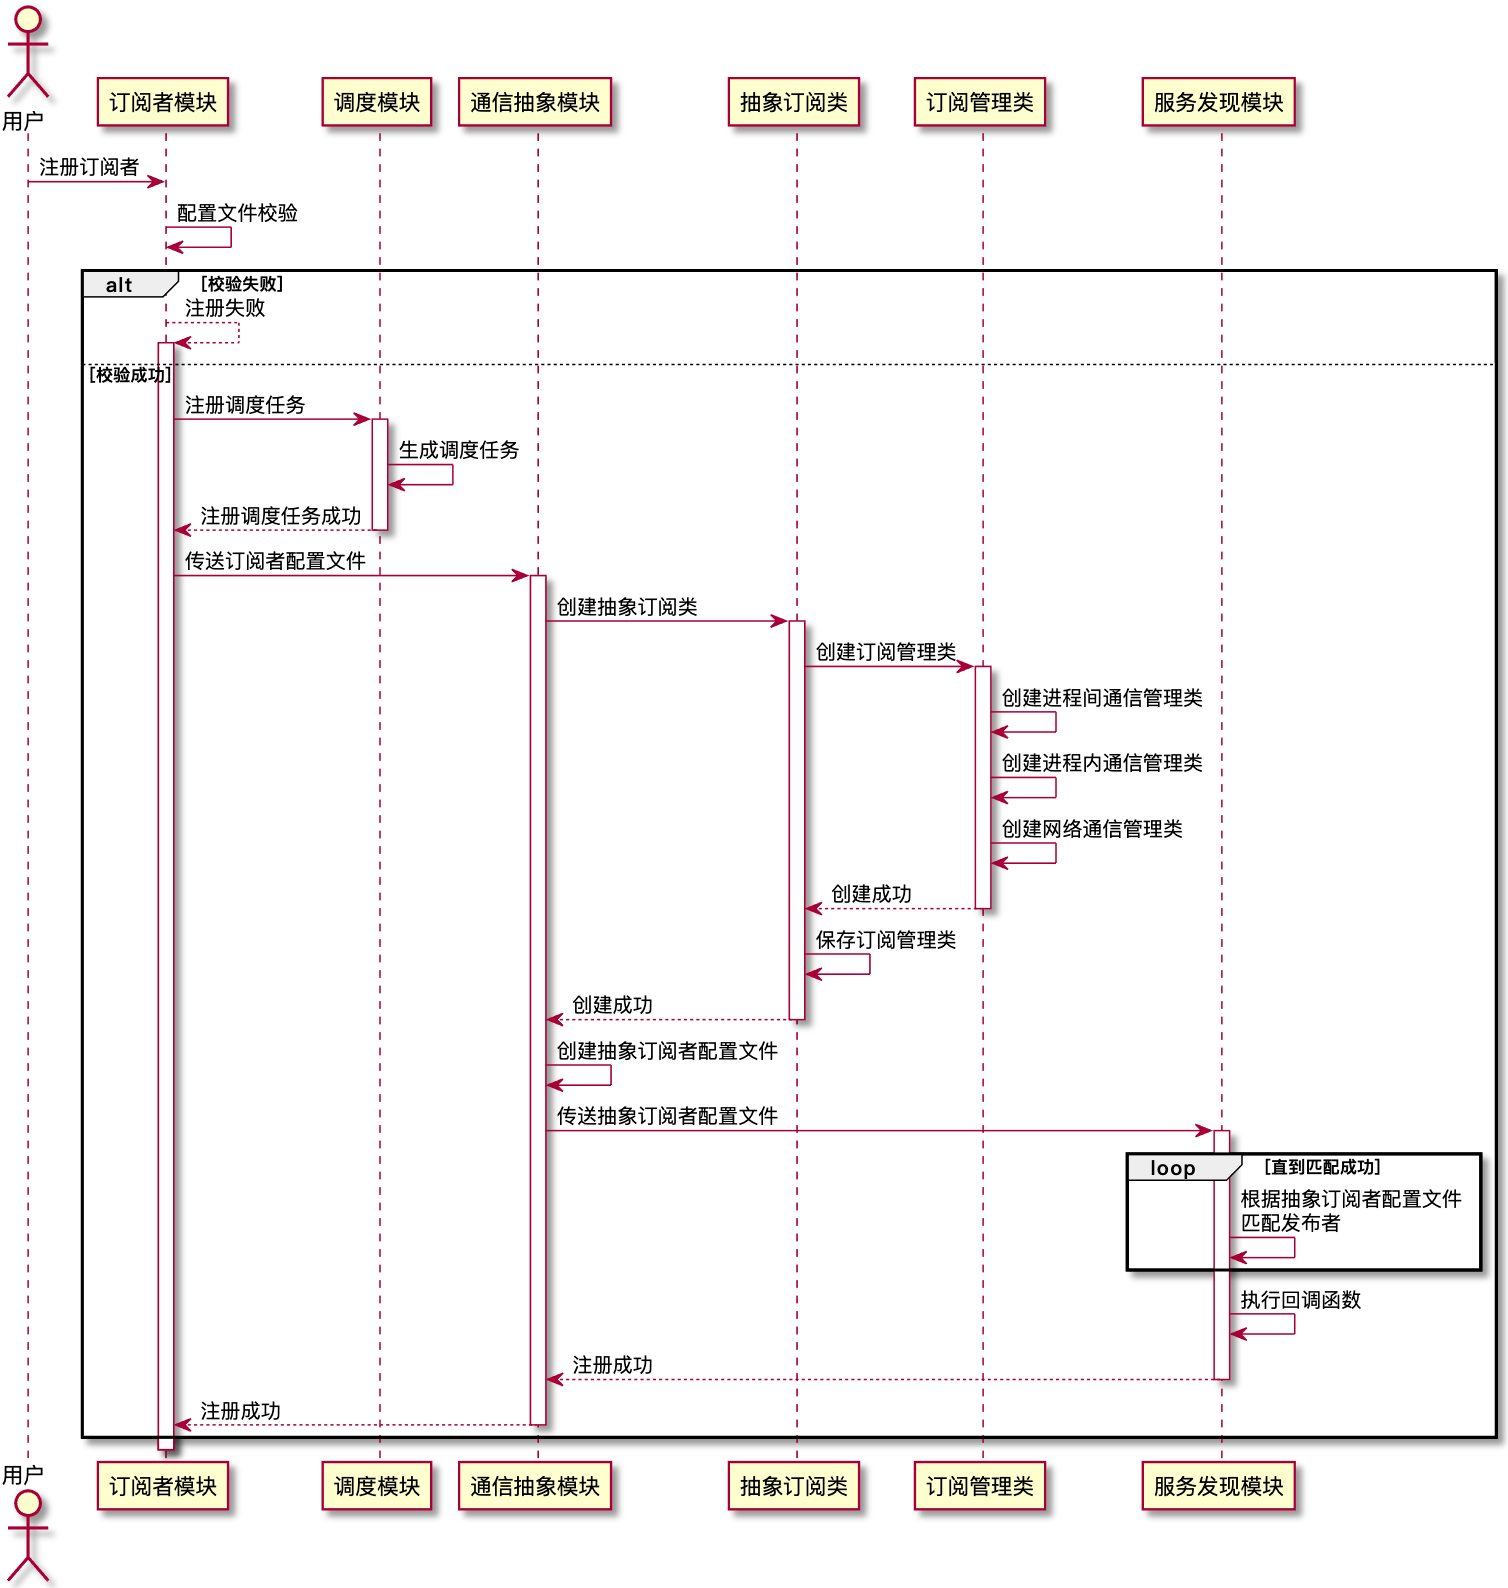 用户
订阅者模块
调度模块
通信抽象模块
抽象订阅类
订阅管理类
服务发现模块
注册订阅者
配置文件校验
alt
[校验失败]
注册失败
[校验成功]
注册调度任务
生成调度任务
注册调度任务成功
传送订阅者配置文件
创建抽象订阅类
创建订阅管理类
创建进程间通信管理类
创建进程内通信管理类
创建网络通信管理类
创建成功
保存订阅管理类
创建成功
创建抽象订阅者配置文件
传送抽象订阅者配置文件
loop
[直到匹配成功]
根据抽象订阅者配置文件
匹配发布者
执行回调函数
注册成功
注册成功
用户
订阅者模块
调度模块
通信抽象模块
抽象订阅类
订阅管理类
服务发现模块